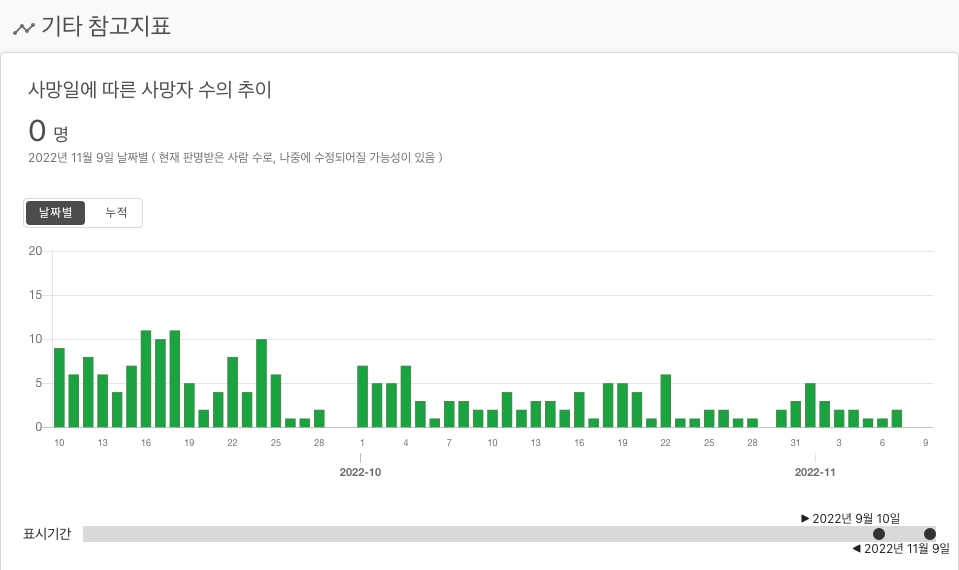 기타 참고지표
사망일에 따른 사망자 수의 추이
0 명
2022년 11월 9일 날짜별 ( 현재 판명받은 사람 수로, 나중에 수정되어질 가능성이 있음 )
날짜별 누적
20
15
10
5
0
10 13 16 19 22 25 28 1 4 7 10 13 16 19 22 25 28 31 3 6 9
2022-10 2022-11
▶ 2022년 9월 10일
표시기간
◀ 2022년 11월 9일